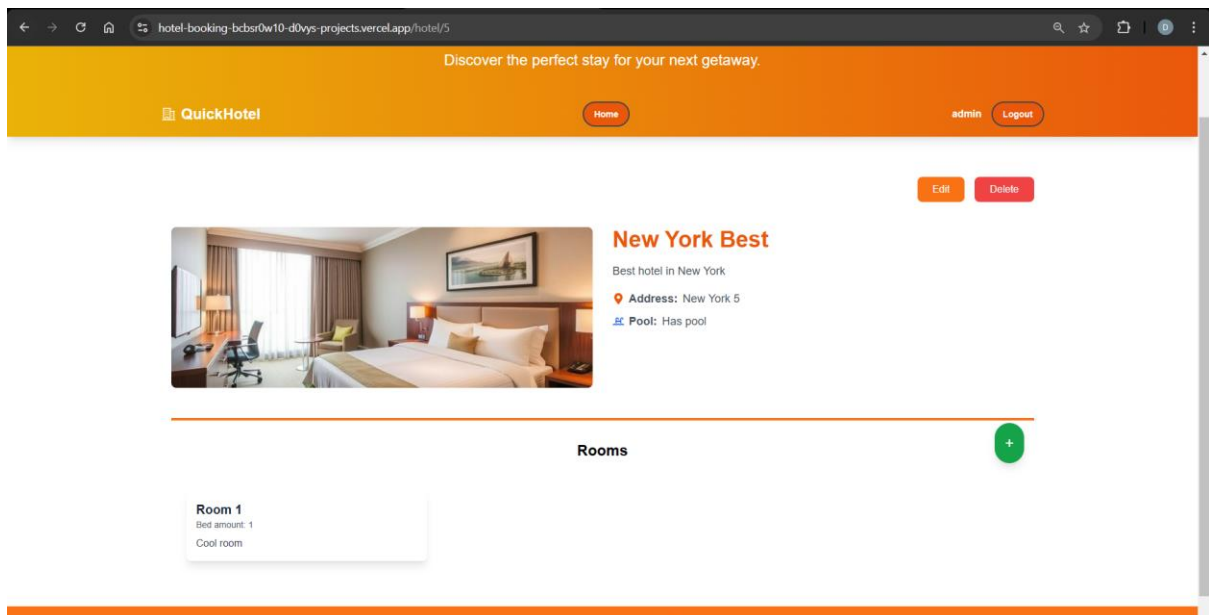 hotel-booking-bcbsr0w10-d0vys-projects.vercel.app/hotel/5
D
Discover the perfect stay for your next getaway.
QuickHotel
Home
admin
Logout
Edit
Delete
New York Best
Best hotel in New York
Address: New York 5
Pool: Has pool
Rooms
+
Room 1
Bed amount: 1
Cool room